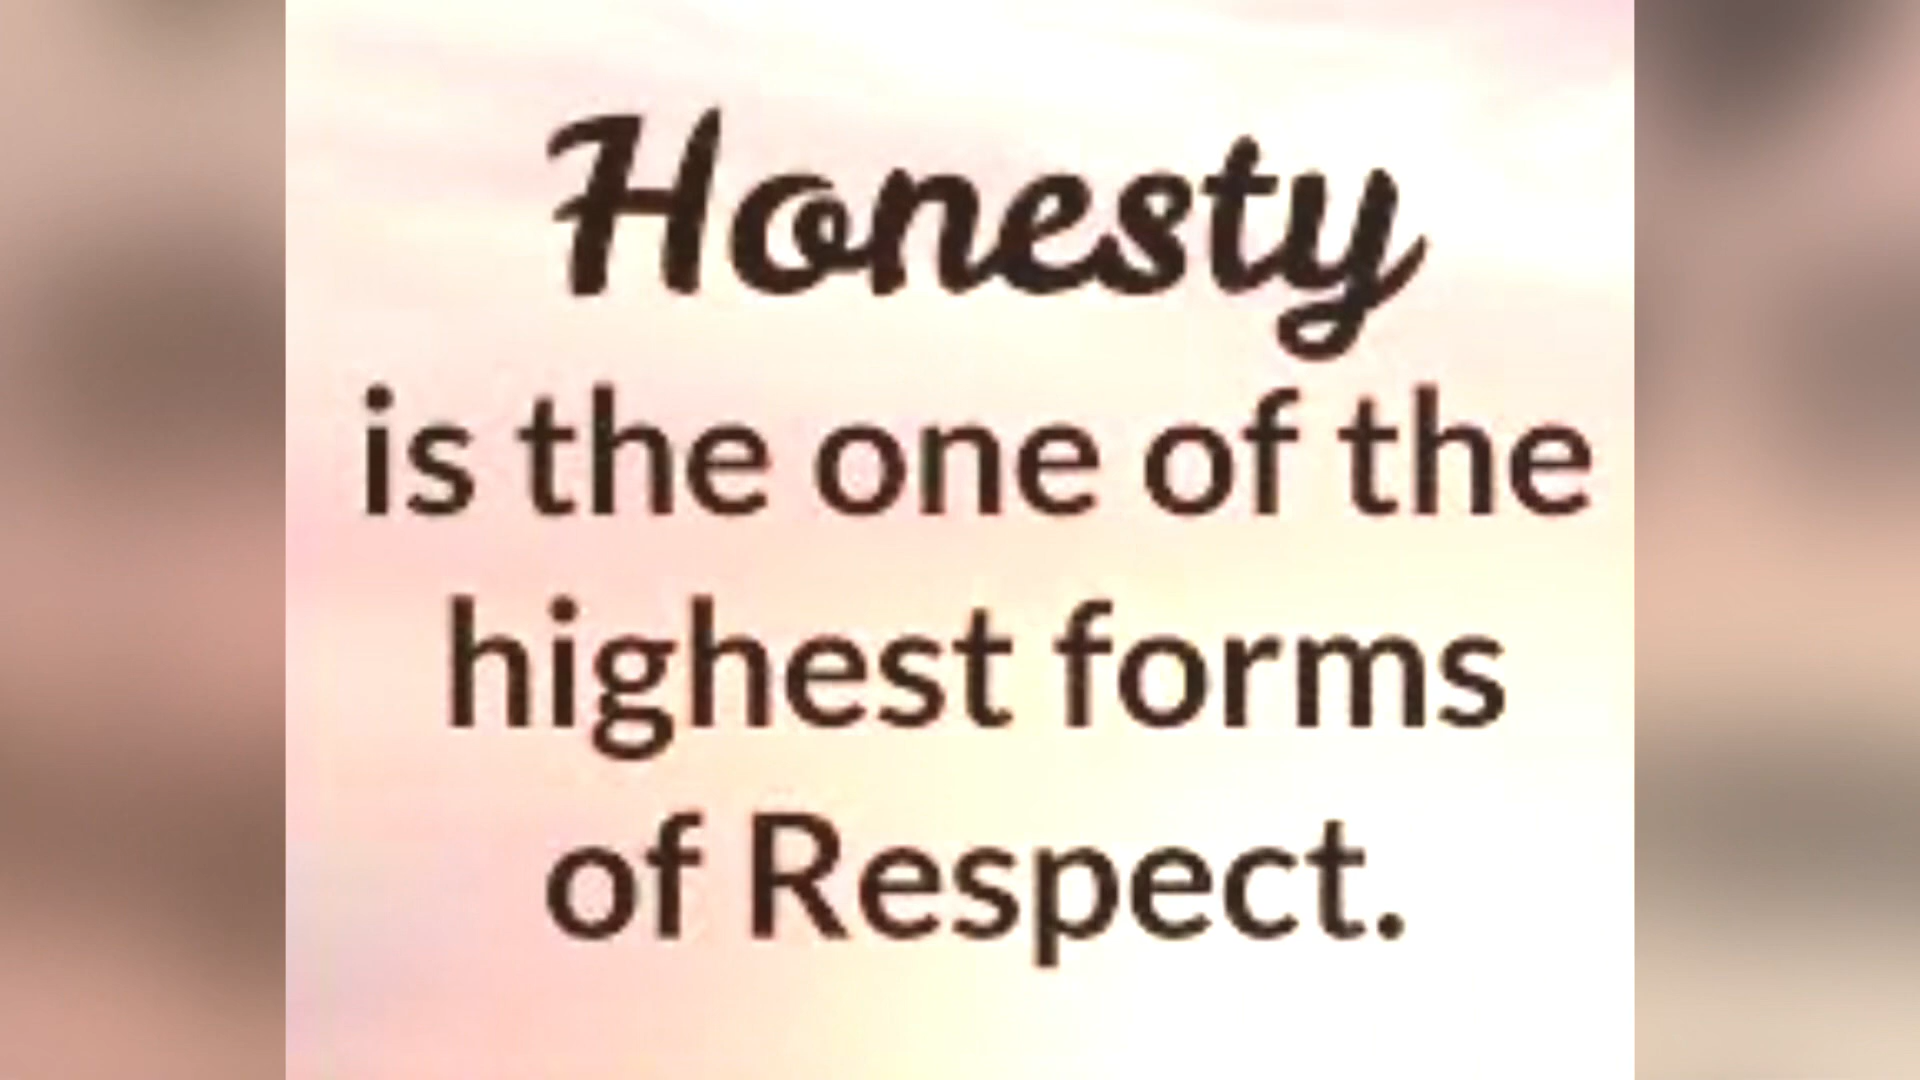 Honesty
is the one of the
highest forms
of Respect.